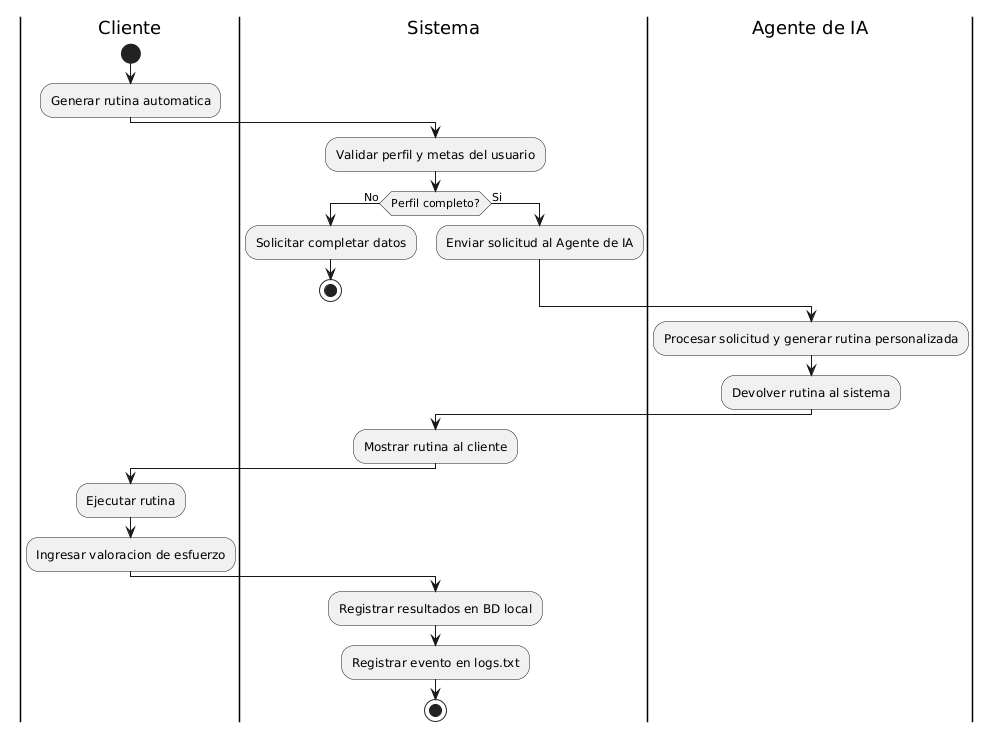 Cliente
Sistema
Agente de IA
Generar rutina automatica
Validar perfil y metas del usuario
No
Perfil completo?
Si
Solicitar completar datos
Enviar solicitud al Agente de IA
Procesar solicitud y generar rutina personalizada
Devolver rutina al sistema
Mostrar rutina al cliente
Ejecutar rutina
Ingresar valoracion de esfuerzo
Registrar resultados en BD local
Registrar evento en logs.txt